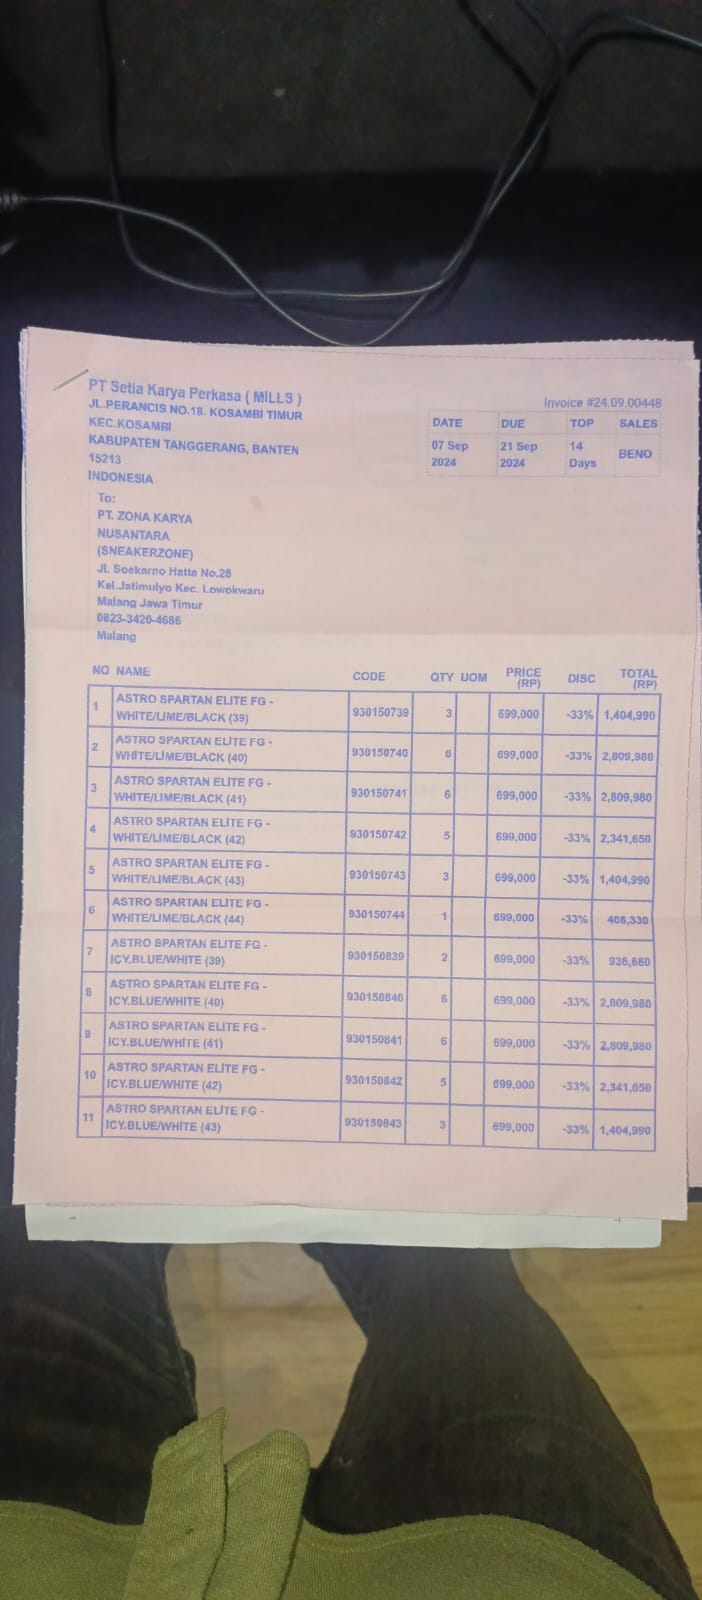 PT Setia Karya Perkasa ( MILLS )
JL.PERANCIS NO.18. KOSAMBI TIMUR
KEC.KOSAMBI
KABUPATEN TANGGERANG, BANTEN
15213
INDONESIA
Invoice #24.09.00448
DATE DUE TOP SALES
07 Sep 2024 21 Sep 2024 14 Days BENO
To:
PT. ZONA KARYA
NUSANTARA
(SNEAKERZONE)
Jl. Soekarno Hatta No.28
Kel.Jatimulyo Kec. Lowokwaru
Malang Jawa Timur
0823-3420-4686
Malang
NO NAME CODE QTY UOM PRICE (RP) DISC TOTAL (RP)
1 ASTRO SPARTAN ELITE FG -
WHITE/LIME/BLACK (39) 930150739 3 699,000 -33% 1,404,990
2 ASTRO SPARTAN ELITE FG -
WHITE/LIME/BLACK (40) 930150740 6 699,000 -33% 2,809,980
3 ASTRO SPARTAN ELITE FG -
WHITE/LIME/BLACK (41) 930150741 6 699,000 -33% 2,809,980
4 ASTRO SPARTAN ELITE FG -
WHITE/LIME/BLACK (42) 930150742 5 699,000 -33% 2,341,650
5 ASTRO SPARTAN ELITE FG -
WHITE/LIME/BLACK (43) 930150743 3 699,000 -33% 1,404,990
6 ASTRO SPARTAN ELITE FG -
WHITE/LIME/BLACK (44) 930150744 1 699,000 -33% 468,330
7 ASTRO SPARTAN ELITE FG -
ICY.BLUE/WHITE (39) 930150839 2 699,000 -33% 936,660
8 ASTRO SPARTAN ELITE FG -
ICY.BLUE/WHITE (40) 930150840 6 699,000 -33% 2,809,980
9 ASTRO SPARTAN ELITE FG -
ICY.BLUE/WHITE (41) 930150841 6 699,000 -33% 2,809,980
10 ASTRO SPARTAN ELITE FG -
ICY.BLUE/WHITE (42) 930150842 5 699,000 -33% 2,341,650
11 ASTRO SPARTAN ELITE FG -
ICY.BLUE/WHITE (43) 930150843 3 699,000 -33% 1,404,990